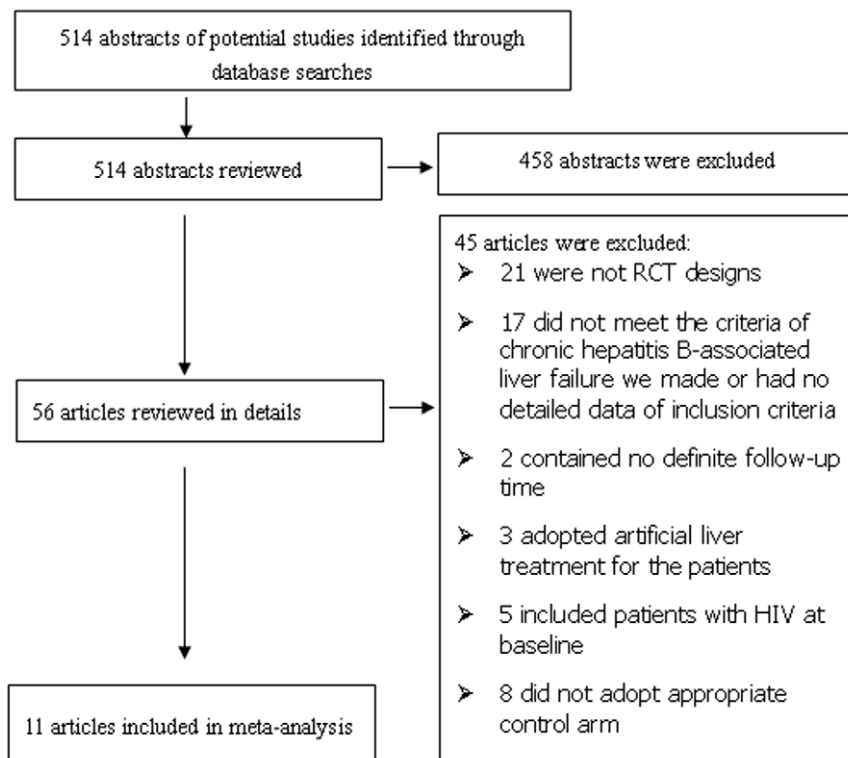 514 abstracts of potential studies identified through
database searches
514 abstracts reviewed
458 abstracts were excluded
56 articles reviewed in details
45 articles were excluded:
➢ 21 were not RCT designs
➢ 17 did not meet the criteria of
chronic hepatitis B-associated
liver failure we made or had no
detailed data of inclusion criteria
➢ 2 contained no definite follow-up
time
➢ 3 adopted artificial liver
treatment for the patients
➢ 5 included patients with HIV at
baseline
➢ 8 did not adopt appropriate
control arm
11 articles included in meta-analysis